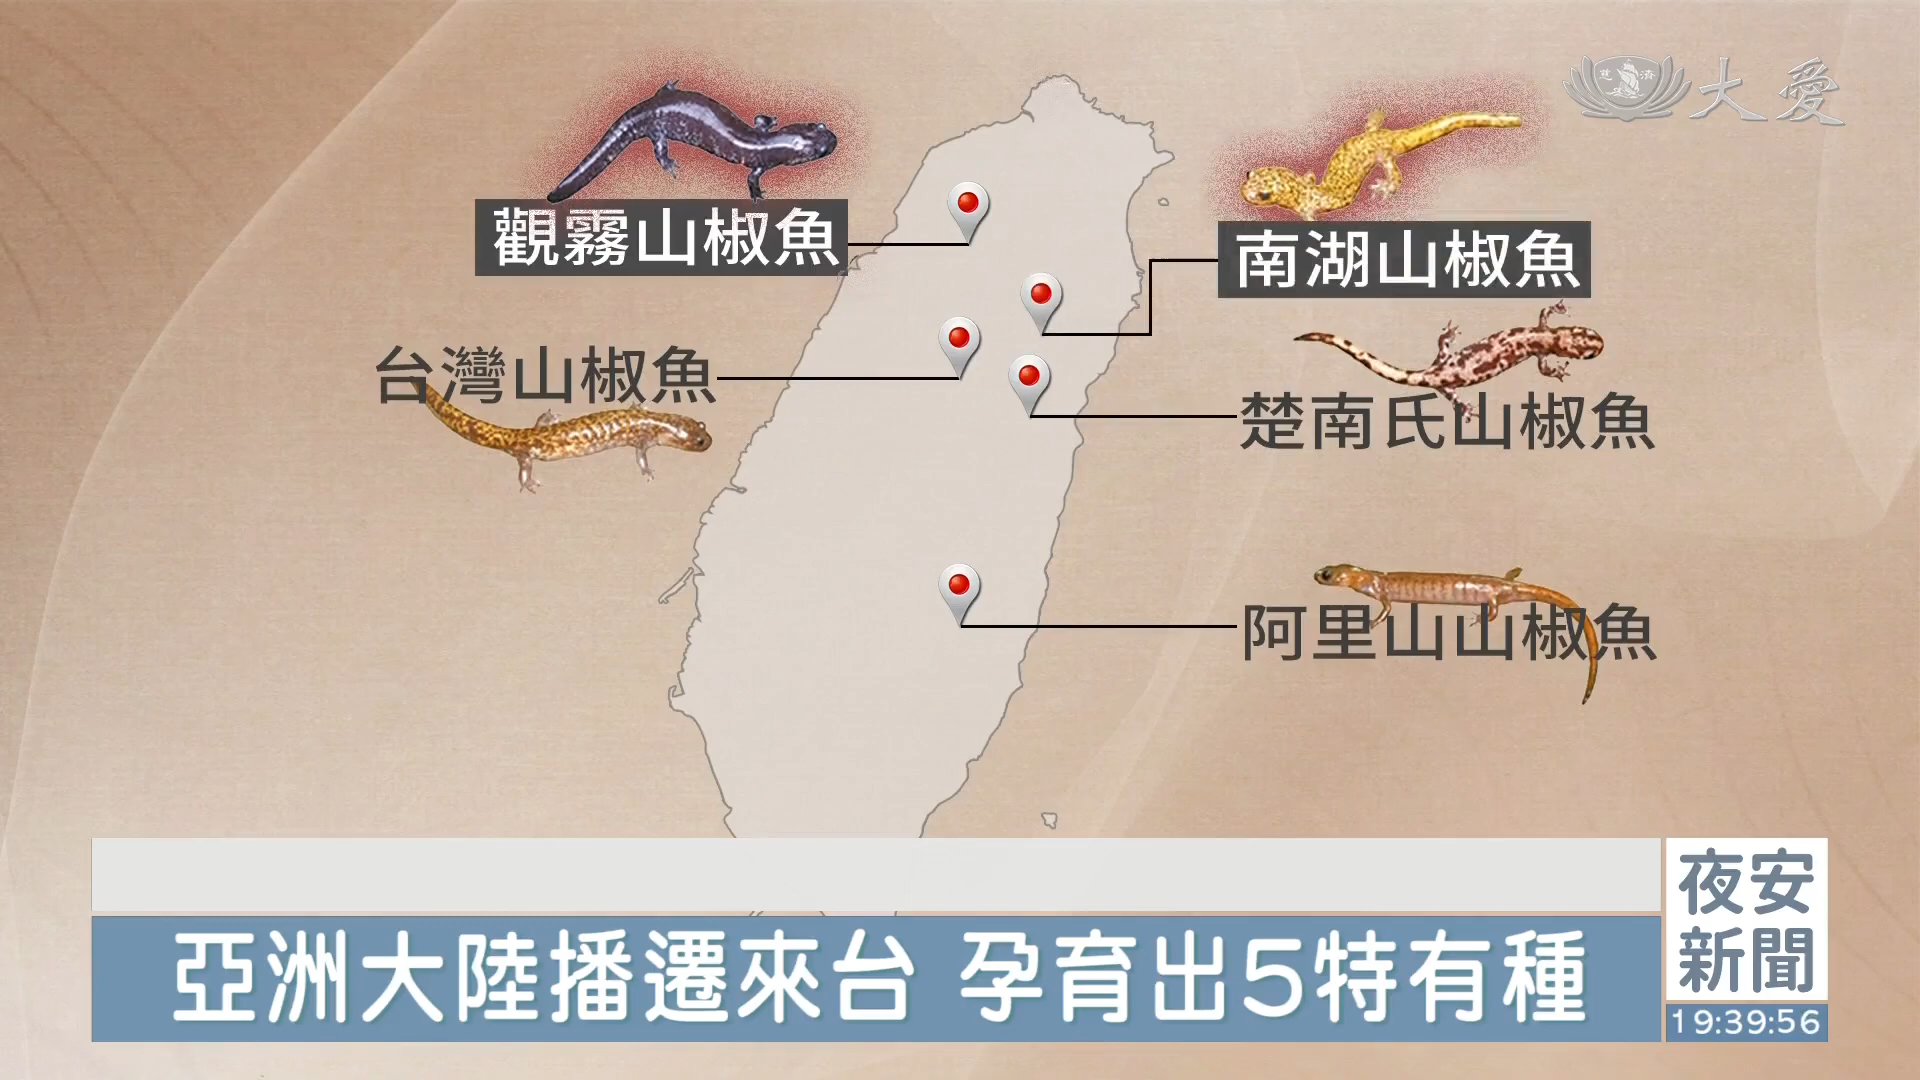 慈濟 大愛
觀霧山椒魚
南湖山椒魚
台灣山椒魚
楚南氏山椒魚
阿里山山椒魚
亞洲大陸播遷來台 孕育出5特有種
夜安
新聞
19:39:56